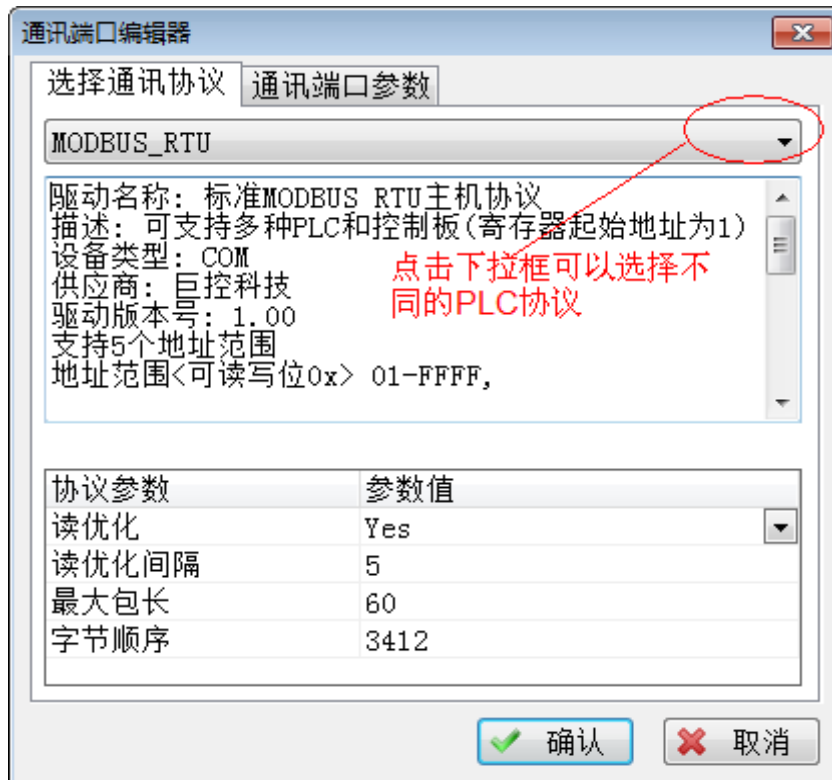 通讯端口编辑器
选择通讯协议 通讯端口参数
MODBUS_RTU
驱动名称: 标准MODBUS RTU主机协议
描述: 可支持多种PLC和控制板(寄存器起始地址为1)
设备类型: COM
供应商: 巨控科技
驱动版本号: 1.00
支持5个地址范围
地址范围<可读写位0x> 01-FFFF,
点击下拉框可以选择不
同的PLC协议
协议参数 参数值
读优化 Yes
读优化间隔 5
最大包长 60
字节顺序 3412
确认 取消